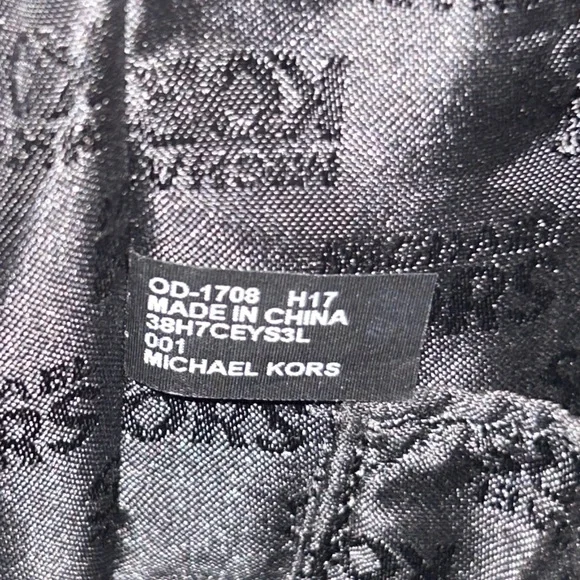 OD-1708 H17
MADE IN CHINA
38H7CEYS3L
001
MICHAEL KORS